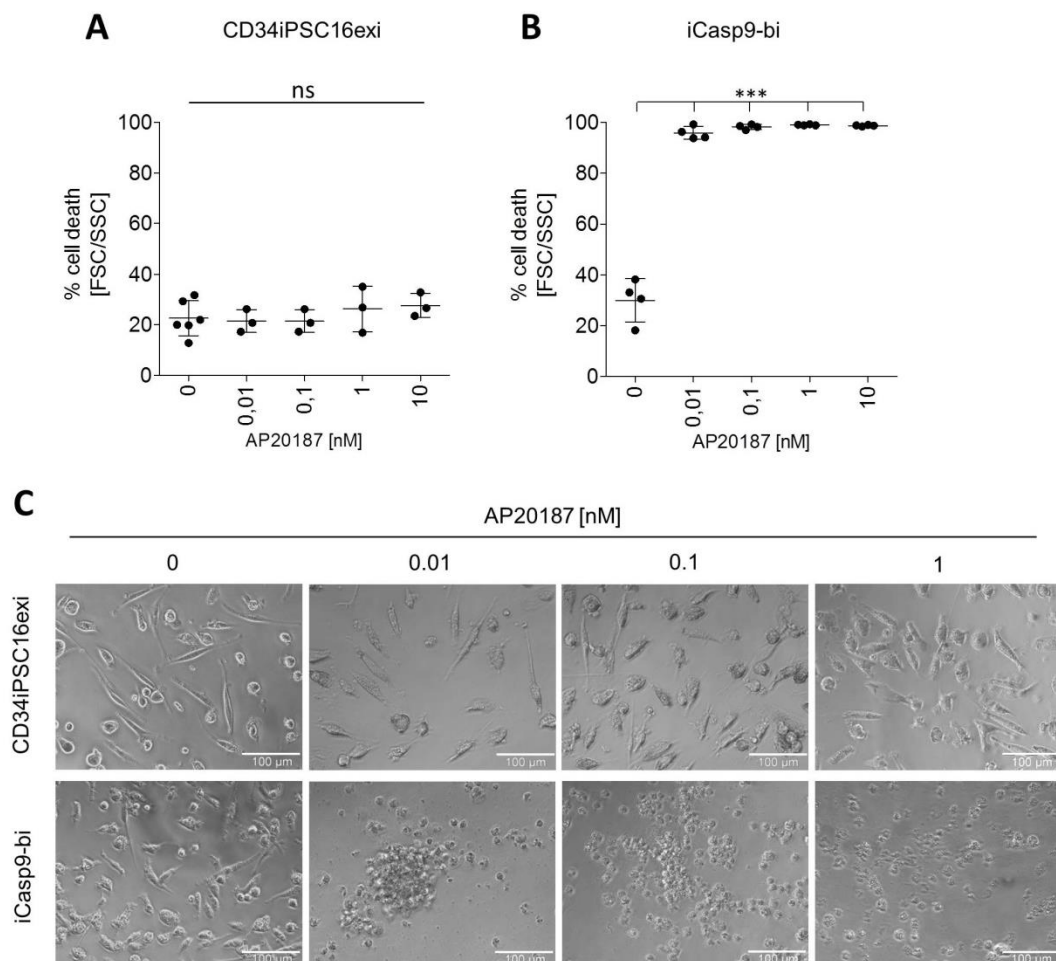 A CD34iPSC16exi
ns
100
80
60
40
20
0
% cell death
[FSC/SSC]
0 0,01 0,1 1 10
AP20187 [nM]
B iCasp9-bi
***
100
80
60
40
20
0
% cell death
[FSC/SSC]
0 0,01 0,1 1 10
AP20187 [nM]
C
AP20187 [nM]
0 0.01 0.1 1
CD34iPSC16exi
100 µm 100 µm 100 µm 100 µm
iCasp9-bi
100 µm 100 µm 100 µm 100 µm